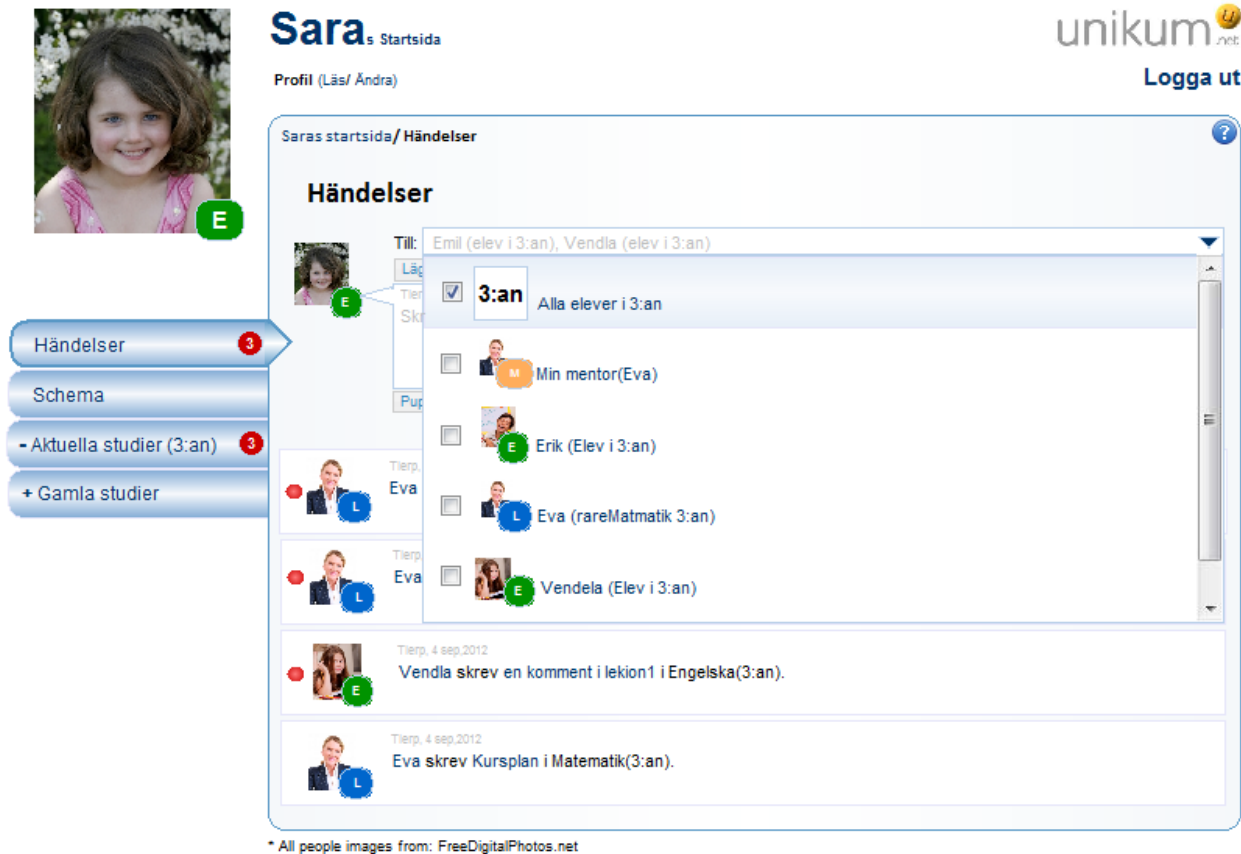 Saras Startsida
unikum.net
Profil (Läs/ Ändra)
Logga ut
Saras startsida/ Händelser
?
Händelser
E
Till: Emil (elev i 3:an), Vendla (elev i 3:an)
E
3:an Alla elever i 3:an
Händelser 3
M Min mentor(Eva)
Schema
E Erik (Elev i 3:an)
- Aktuella studier (3:an) 3
+ Gamla studier
L Eva (rareMatmatik 3:an)
Tierp,
Eva
L
E Vendela (Elev i 3:an)
Tierp,
Eva
L
Tierp, 4 sep,2012
Vendla skrev en komment i lekion1 i Engelska(3:an).
E
Tierp, 4 sep,2012
Eva skrev Kursplan i Matematik(3:an).
L
* All people images from: FreeDigitalPhotos.net